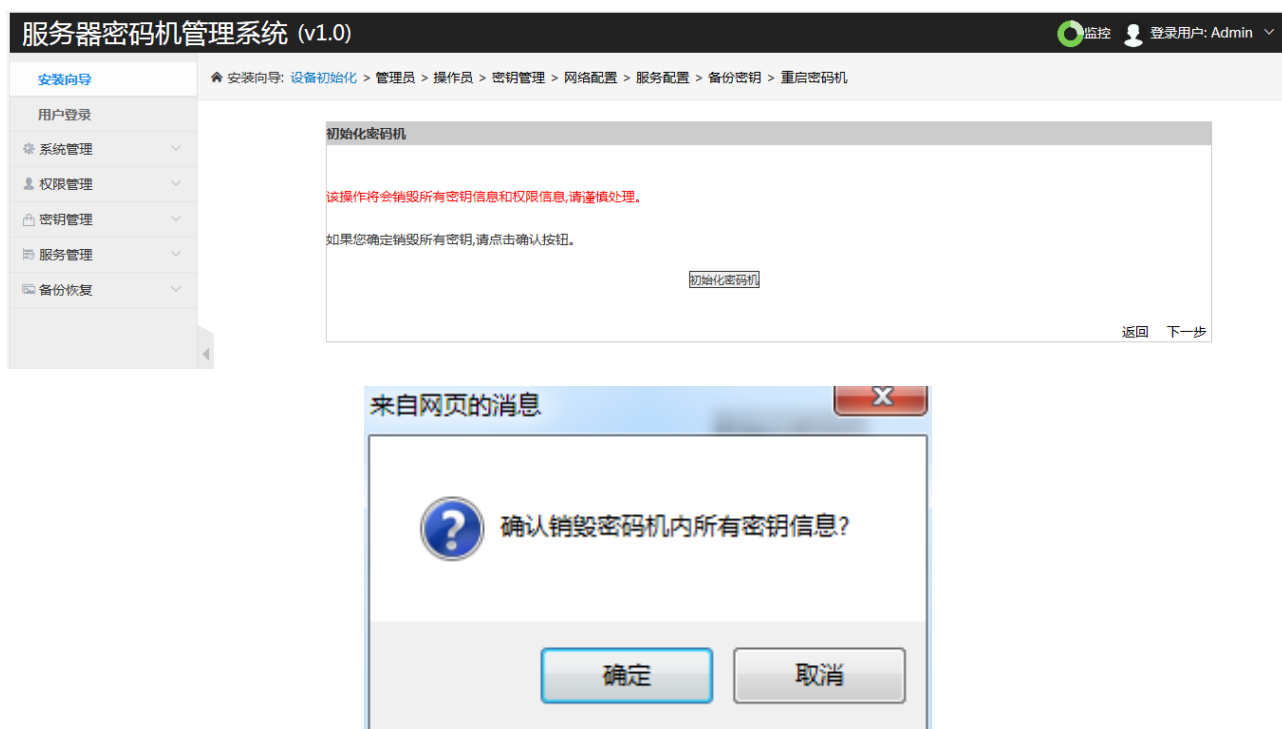 服务器密码机管理系统 (v1.0)
监控 登录用户: Admin
安装向导
安装向导: 设备初始化 > 管理员 > 操作员 > 密钥管理 > 网络配置 > 服务配置 > 备份密钥 > 重启密码机
用户登录
系统管理
权限管理
密钥管理
服务管理
备份恢复
初始化密码机
该操作将会销毁所有密钥信息和权限信息,请谨慎处理。
如果您确定销毁所有密钥,请点击确认按钮。
初始化密码机
返回 下一步
来自网页的消息
确认销毁密码机内所有密钥信息?
确定 取消